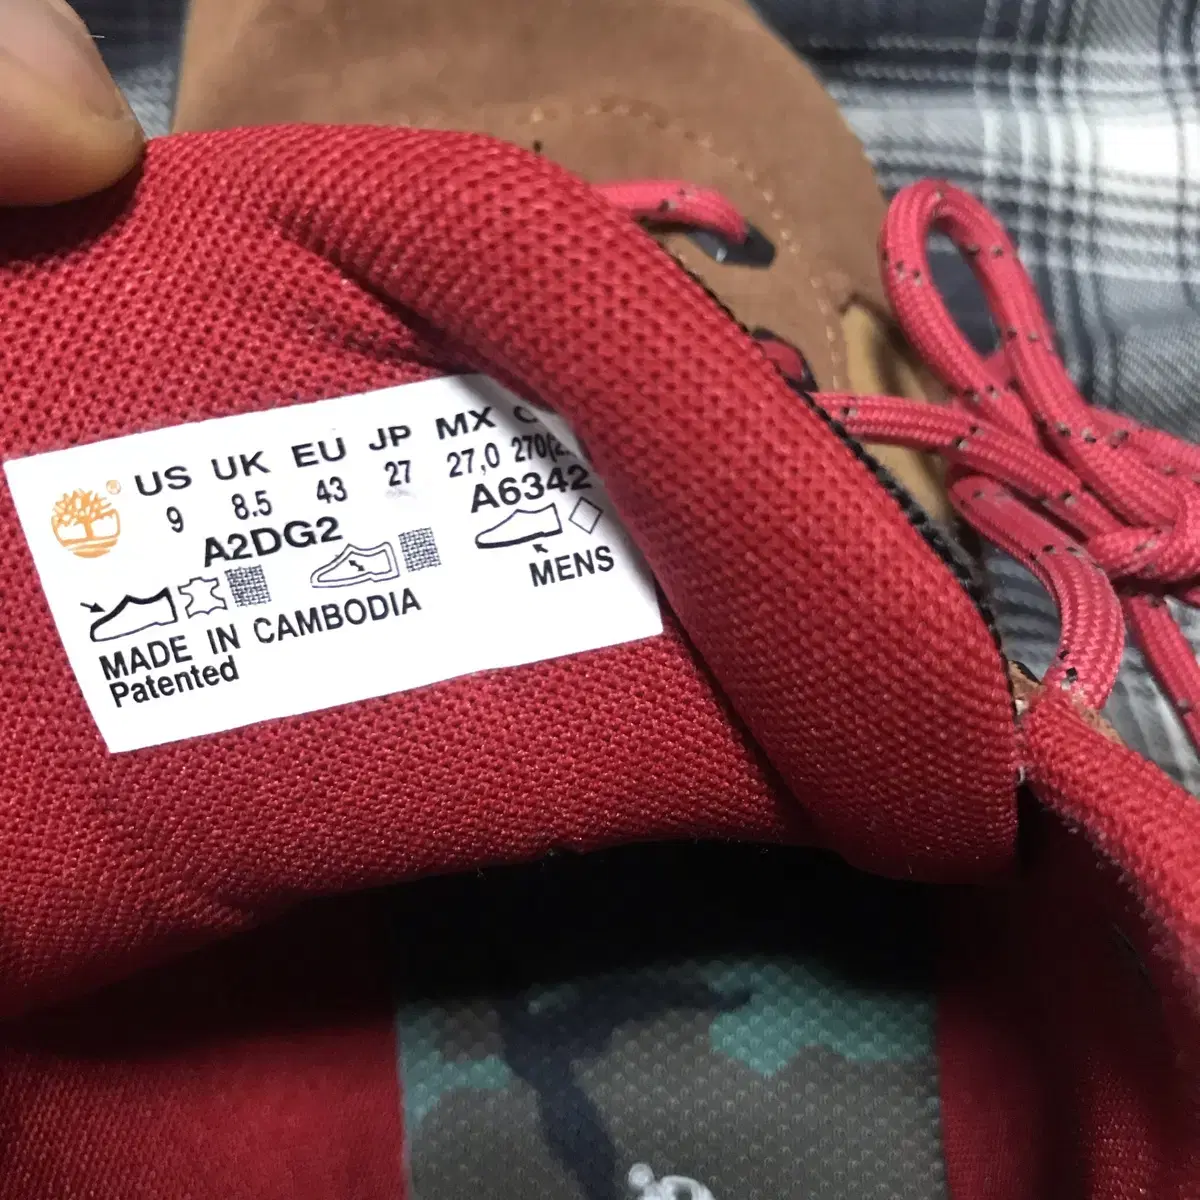 US UK EU JP MX
9 8.5 43 27 27,0
A2DG2 A6342
MENS
MADE IN CAMBODIA
Patented